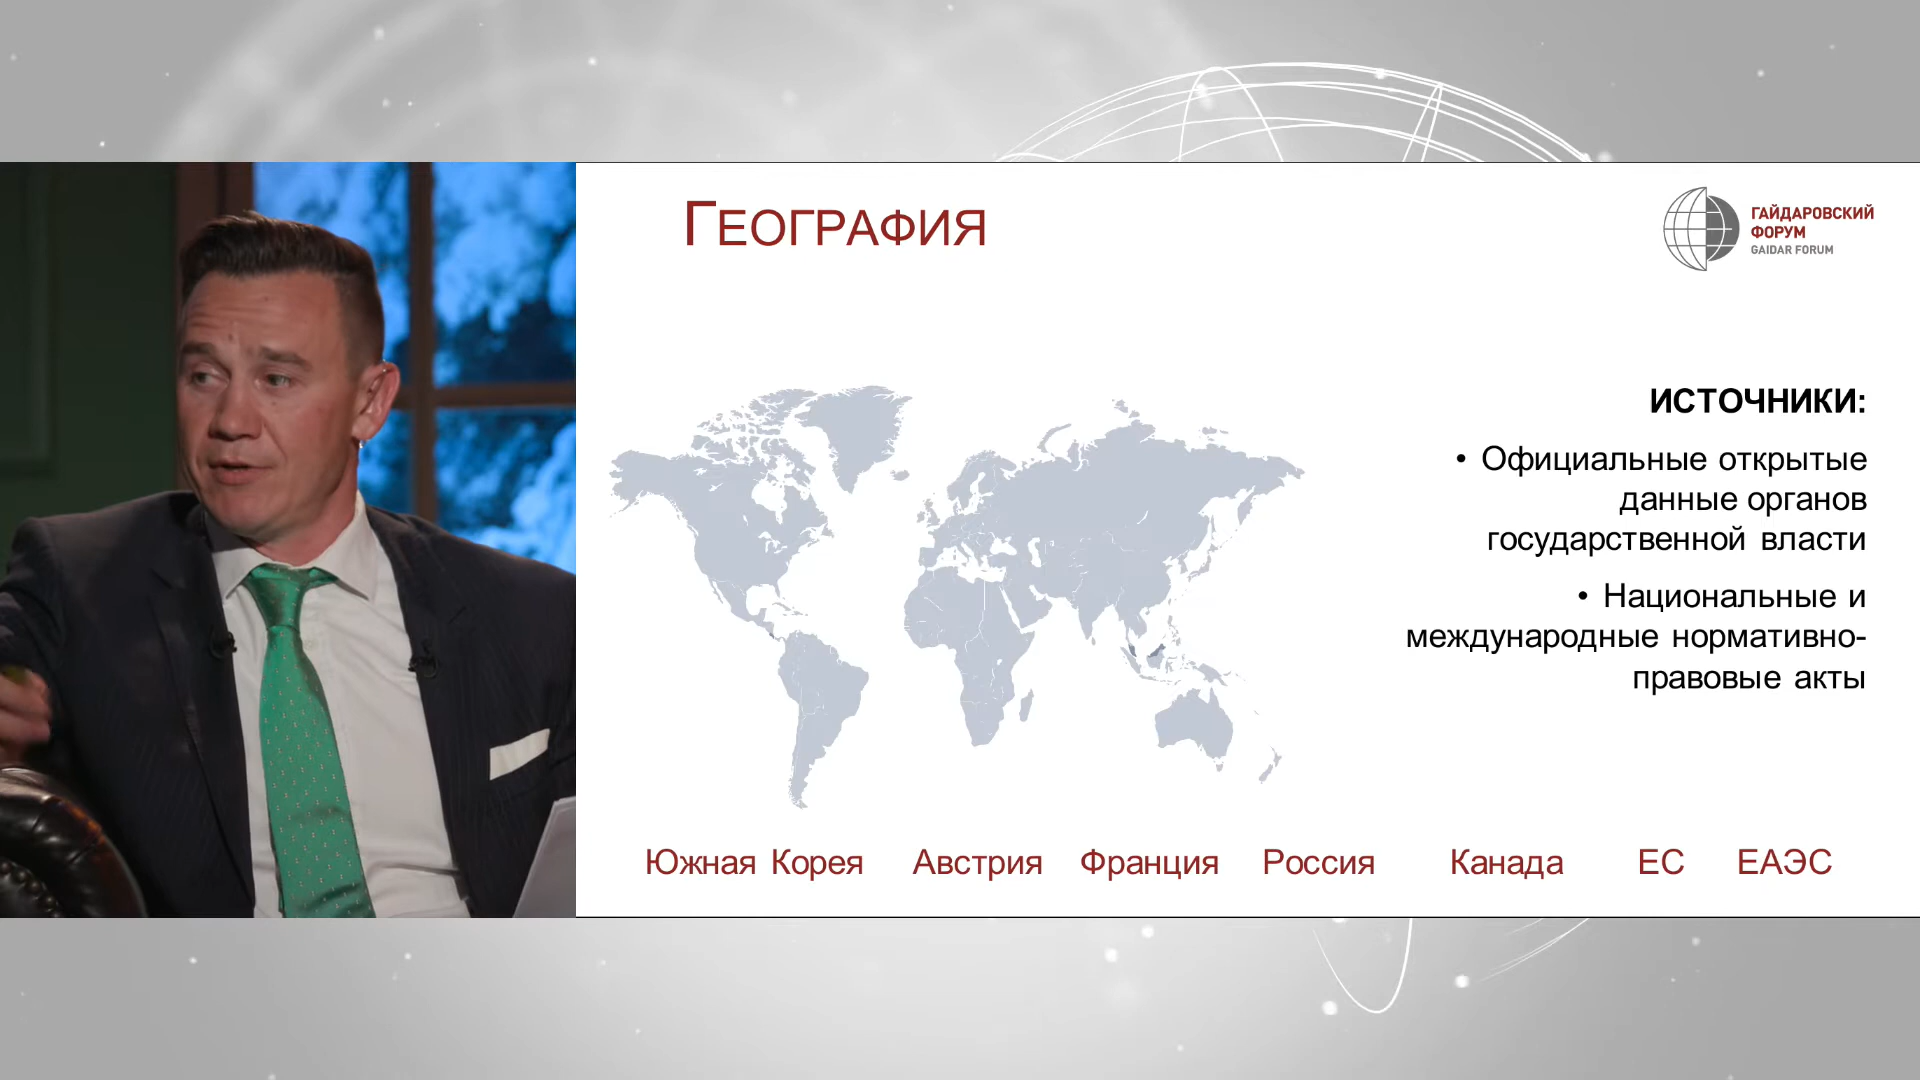 ГЕОГРАФИЯ
ГАЙДАРОВСКИЙ
ФОРУМ
GAIDAR FORUM
ИСТОЧНИКИ:
• Официальные открытые
данные органов
государственной власти
• Национальные и
международные нормативно-
правовые акты
Южная Корея Австрия Франция Россия Канада ЕС ЕАЭС